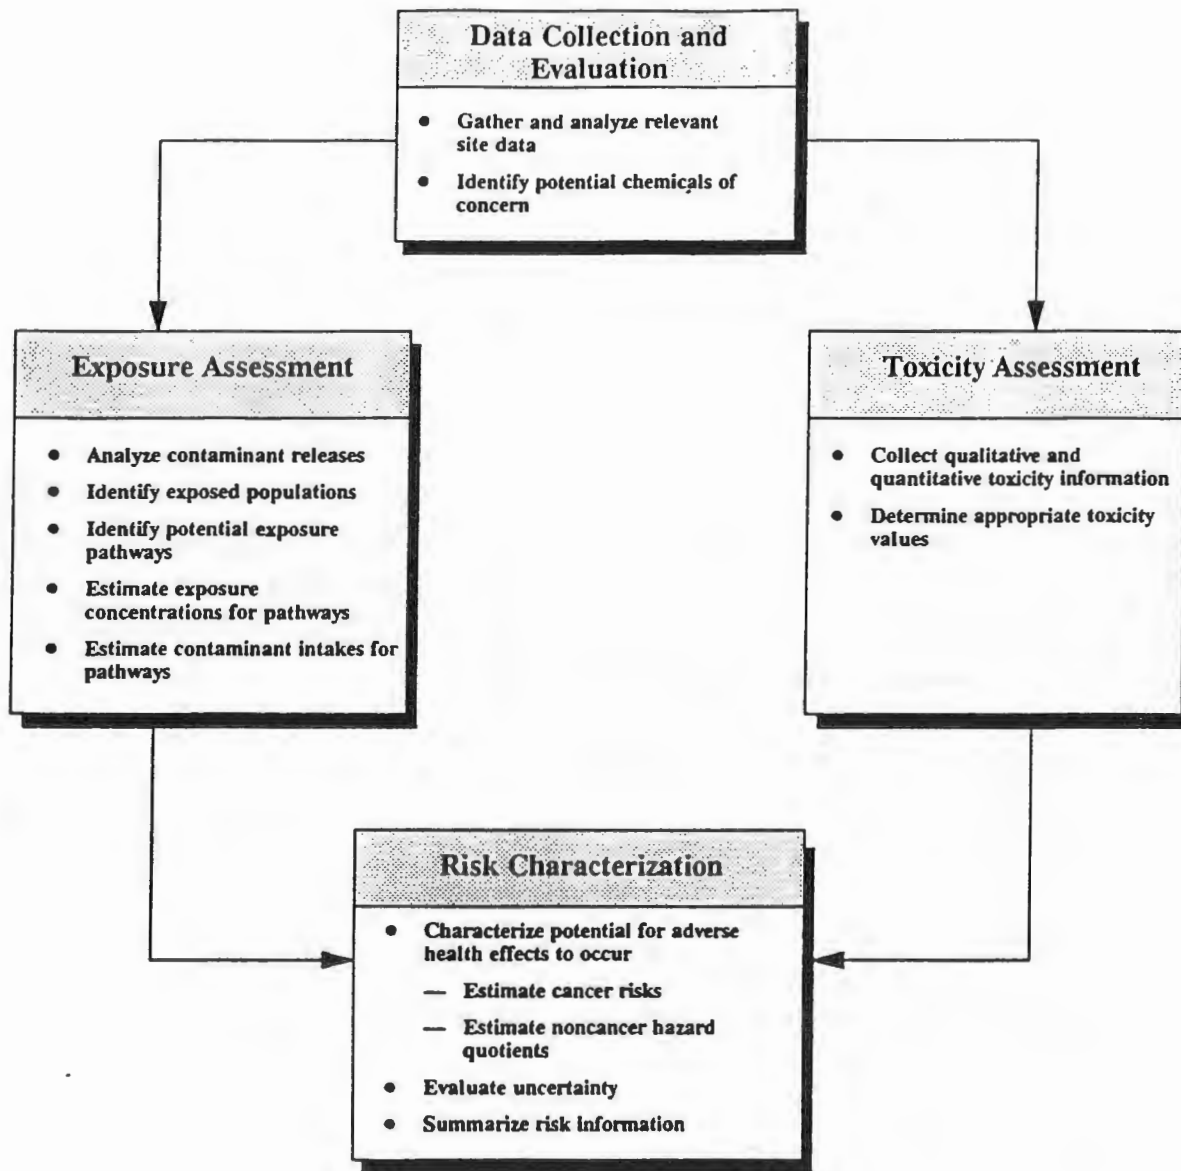 Data Collection and
Evaluation
● Gather and analyze relevant
site data
● Identify potential chemicals of
concern
Exposure Assessment
● Analyze contaminant releases
● Identify exposed populations
● Identify potential exposure
pathways
● Estimate exposure
concentrations for pathways
● Estimate contaminant intakes for
pathways
Toxicity Assessment
● Collect qualitative and
quantitative toxicity information
● Determine appropriate toxicity
values
Risk Characterization
● Characterize potential for adverse
health effects to occur
— Estimate cancer risks
— Estimate noncancer hazard
quotients
● Evaluate uncertainty
● Summarize risk information